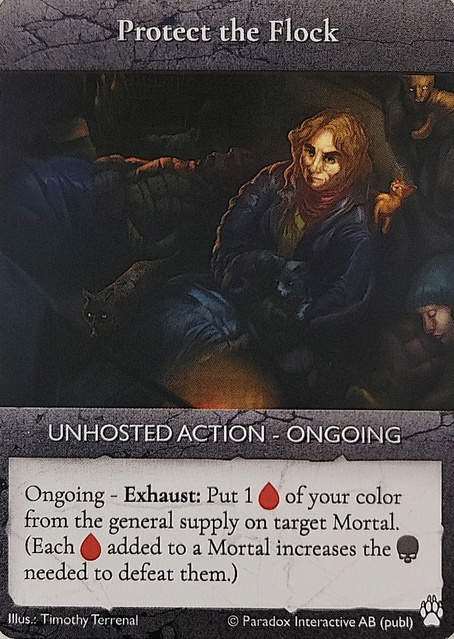 Protect the Flock
UNHOSTED ACTION - ONGOING
Ongoing - Exhaust: Put 1 of your color
from the general supply on target Mortal.
(Each added to a Mortal increases the
needed to defeat them.)
Illus.: Timothy Terrenal © Paradox Interactive AB (publ)